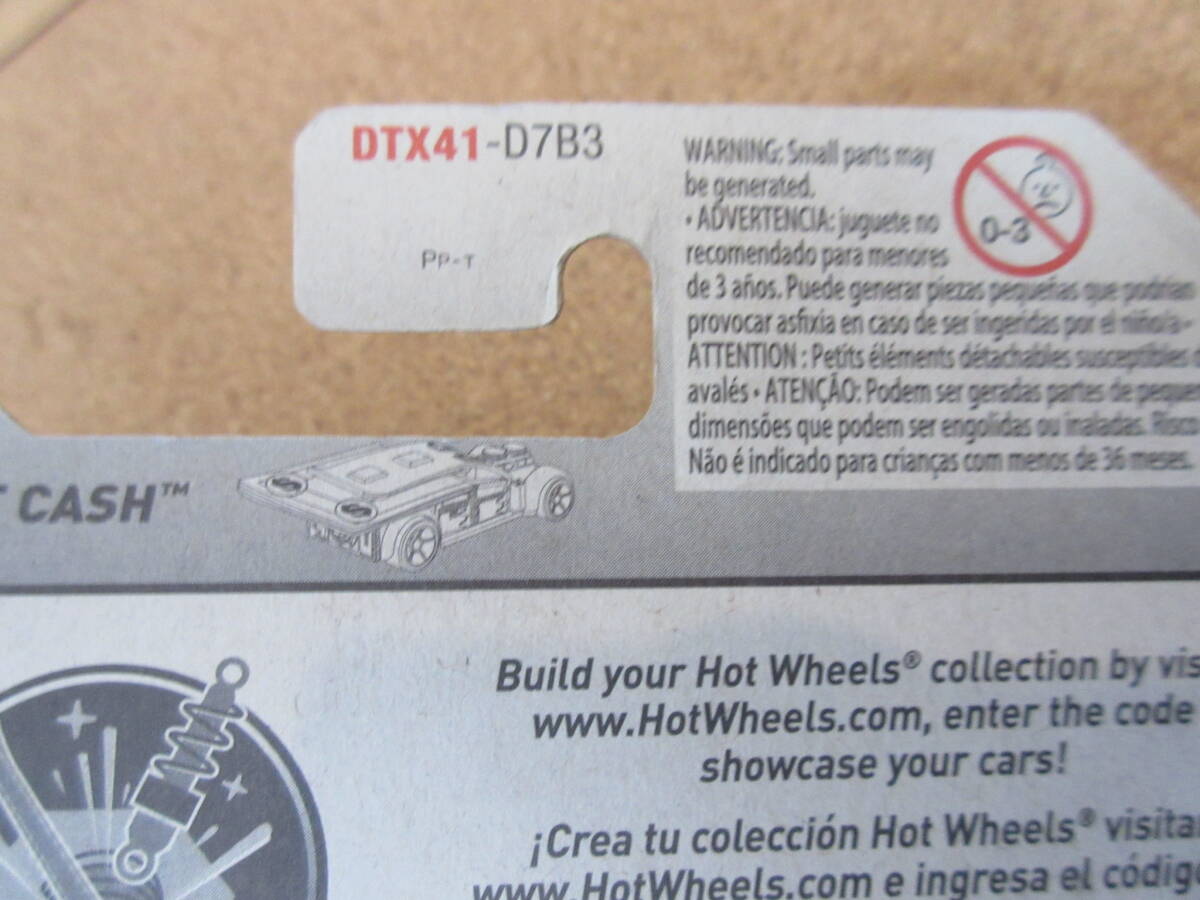 DTX41-D7B3
PP-T
WARNING: Small parts may
be generated.
• ADVERTENCIA: juguete no
recomendado para menores
de 3 años. Puede generar piezas pequeñas que podrían
provocar asfixia en caso de ser ingeridas por el niño/a •
ATTENTION : Petits éléments détachables susceptibles d
avalés • ATENÇÃO: Podem ser geradas partes de peque
dimensões que podem ser engolidas ou inaladas. Risco
Não é indicado para crianças com menos de 36 meses.
0-3
T CASH™
Build your Hot Wheels® collection by vis
www.HotWheels.com, enter the code
showcase your cars!
¡Crea tu colección Hot Wheels® visita
www.HotWheels.com e ingresa el códig